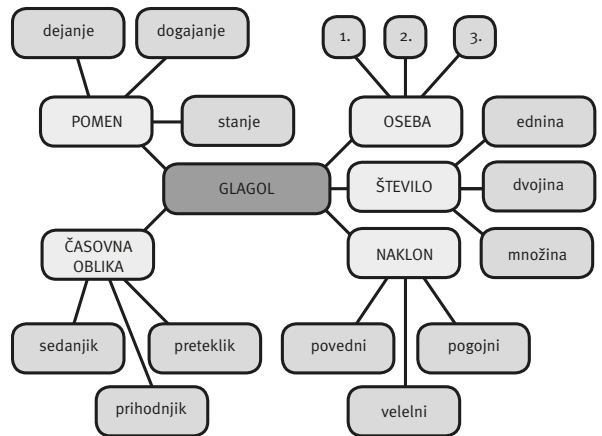 dejanje
dogajanje
1.
2.
3.
POMEN
stanje
OSEBA
ednina
GLAGOL
ŠTEVILO
dvojina
ČASOVNA
OBLIKA
NAKLON
množina
sedanjik
preteklik
povedni
pogojni
prihodnjik
velelni